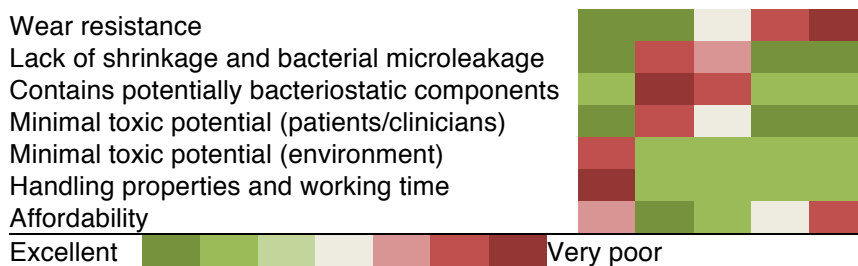 Wear resistance
Lack of shrinkage and bacterial microleakage
Contains potentially bacteriostatic components
Minimal toxic potential (patients/clinicians)
Minimal toxic potential (environment)
Handling properties and working time
Affordability
Excellent Very poor